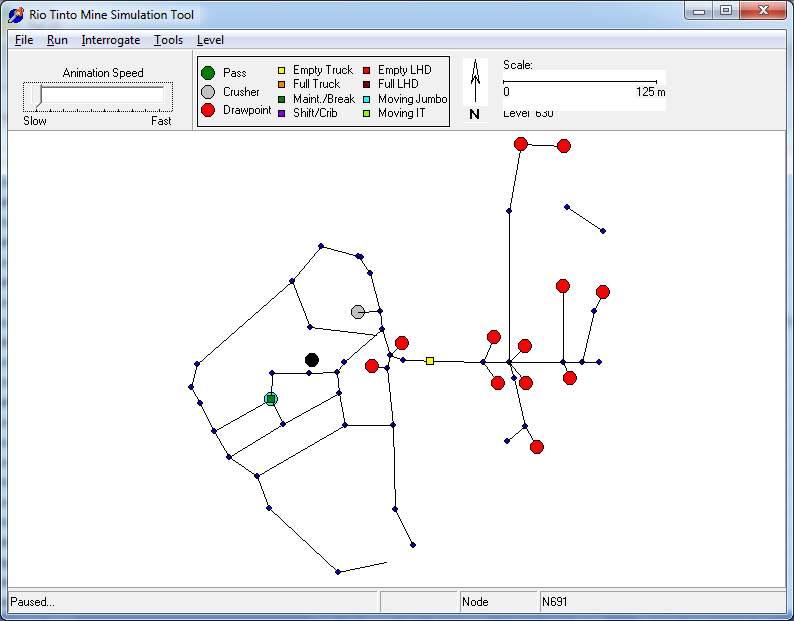 Rio Tinto Mine Simulation Tool
File Run Interrogate Tools Level
Animation Speed
Slow Fast
Pass
Crusher
Drawpoint
Empty Truck
Full Truck
Maint./Break
Shift/Crib
Empty LHD
Full LHD
Moving Jumbo
Moving IT
N
Scale:
0 125 m
Level 630
Paused... Node N691